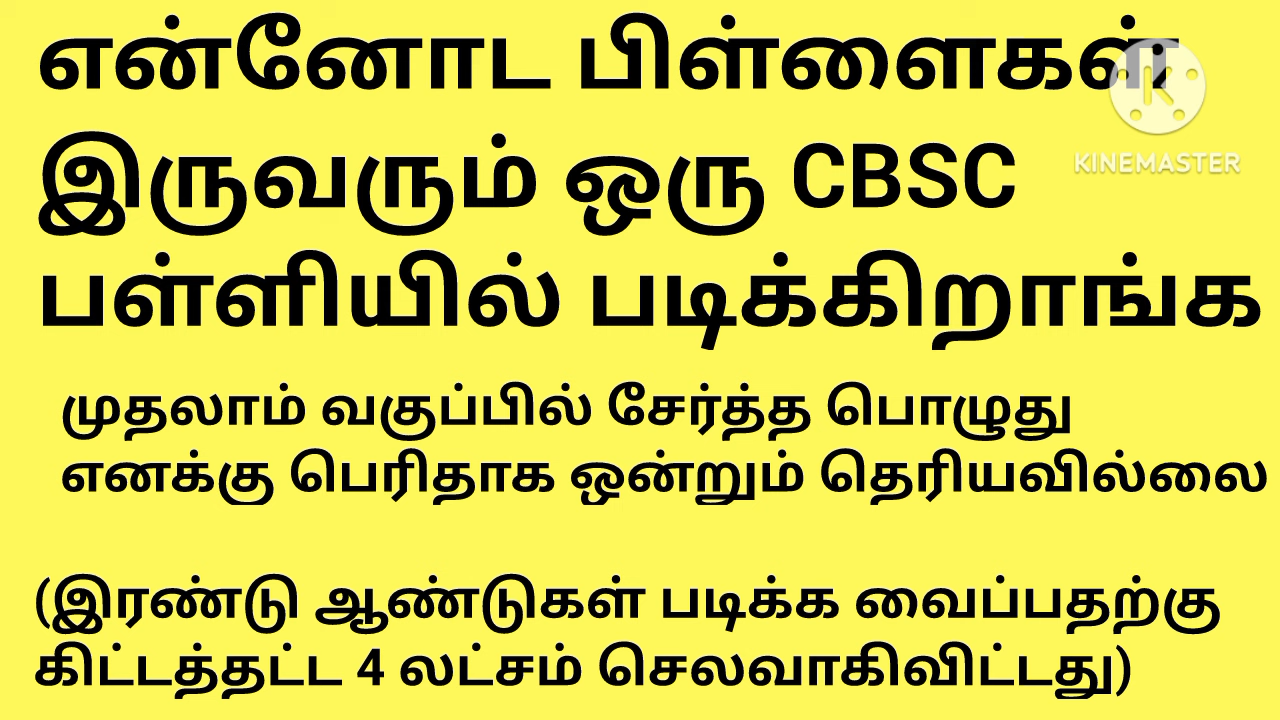 என்னோட பிள்ளைகள்
KINEMASTER
இருவரும் ஒரு CBSC
பள்ளியில் படிக்கிறாங்க
முதலாம் வகுப்பில் சேர்த்த பொழுது
எனக்கு பெரிதாக ஒன்றும் தெரியவில்லை
(இரண்டு ஆண்டுகள் படிக்க வைப்பதற்கு
கிட்டத்தட்ட 4 லட்சம் செலவாகிவிட்டது)